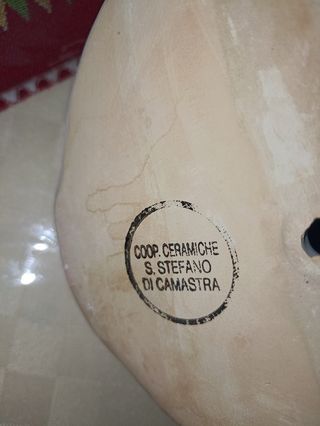 COOP. CERAMICHE
S. STEFANO
DI CAMASTRA